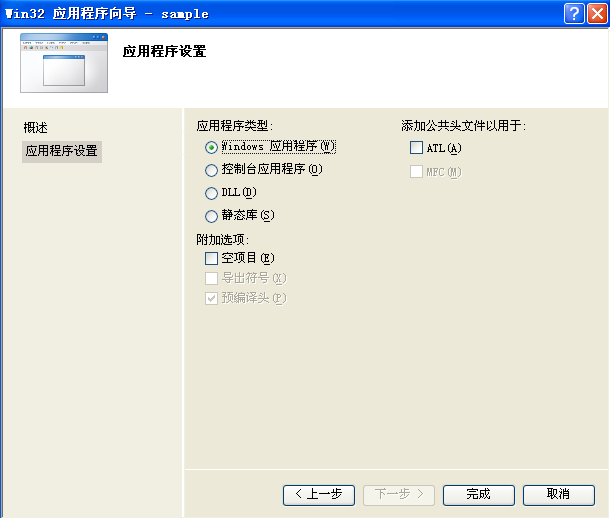 Win32 应用程序向导 - sample
应用程序设置
概述
应用程序设置
应用程序类型:
Windows 应用程序(W)
控制台应用程序(O)
DLL(D)
静态库(S)
附加选项:
空项目(E)
导出符号(X)
预编译头(P)
添加公共头文件以用于:
ATL(A)
MFC(M)
< 上一步
下一步 >
完成
取消